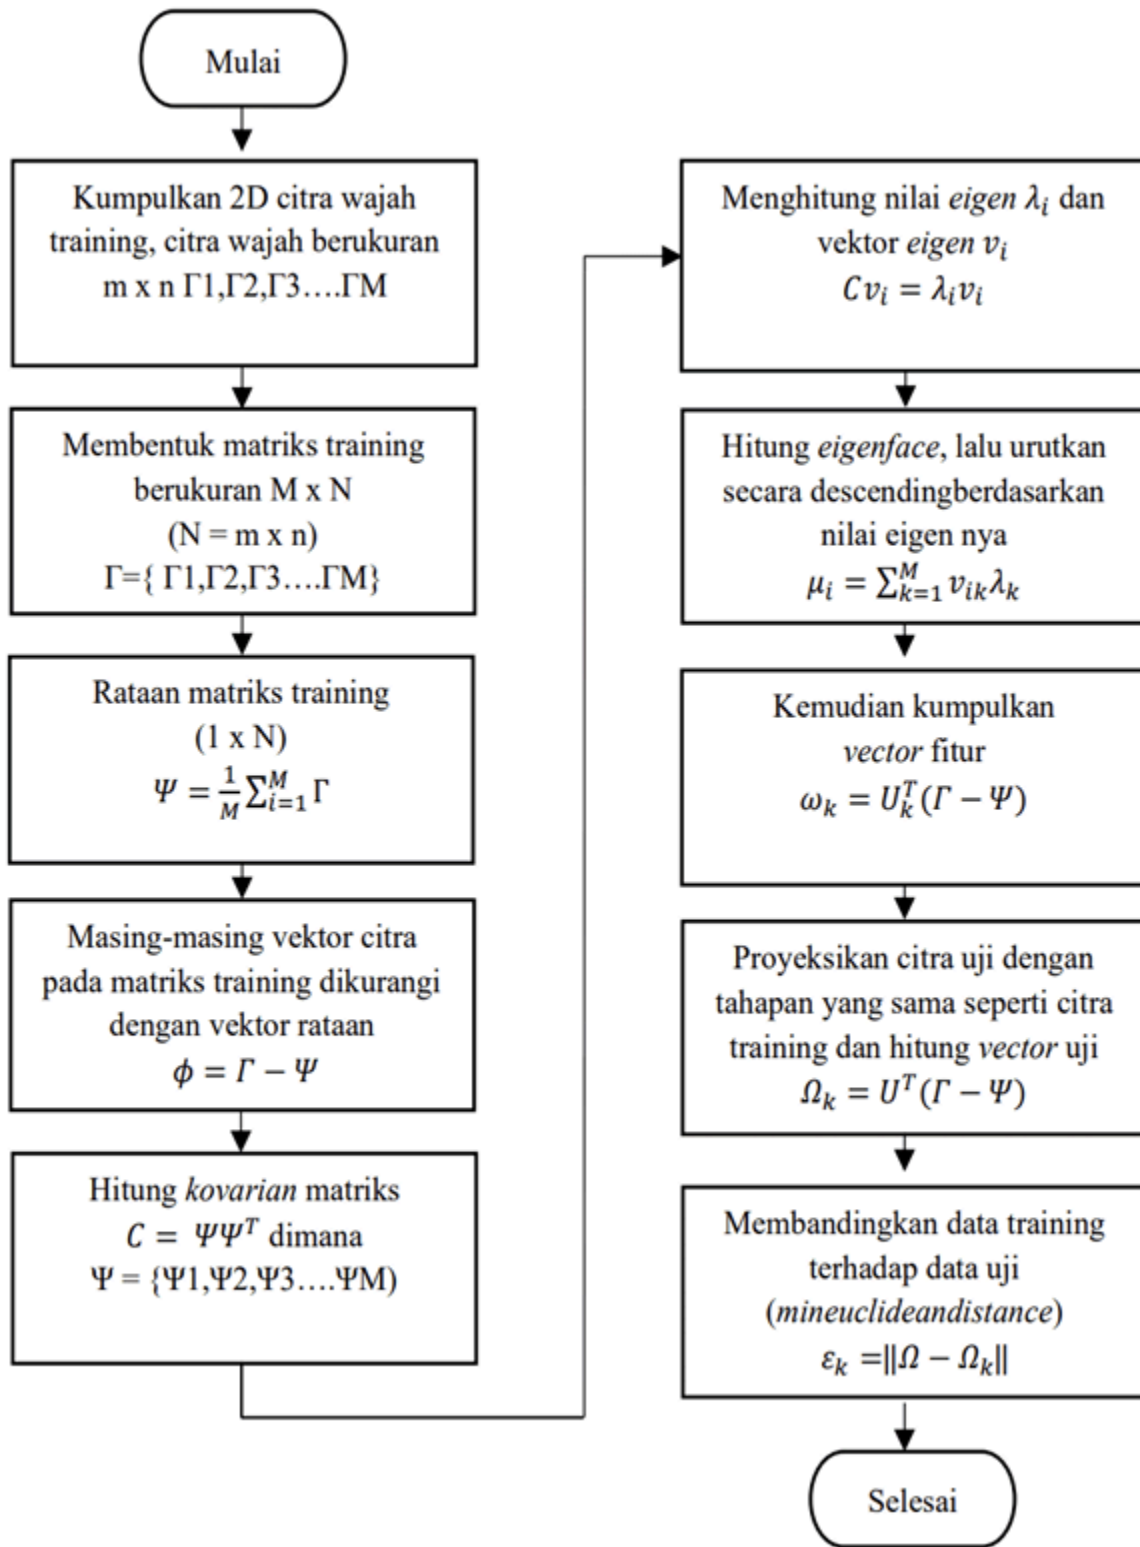 Mulai
Kumpulkan 2D citra wajah
training, citra wajah berukuran
m x n Γ1,Γ2,Γ3….ΓM
Membentuk matriks training
berukuran M x N
(N = m x n)
Γ={ Γ1,Γ2,Γ3….ΓM}
Rataan matriks training
(1 x N)
Ψ = \frac{1}{M} ∑_{i=1}^{M} Γ
Masing-masing vektor citra
pada matriks training dikurangi
dengan vektor rataan
ϕ = Γ − Ψ
Hitung kovarian matriks
C = ΨΨ^T dimana
Ψ = {Ψ1,Ψ2,Ψ3….ΨM)
Menghitung nilai eigen λ_i dan
vektor eigen v_i
Cv_i = λ_i v_i
Hitung eigenface, lalu urutkan
secara descendingberdasarkan
nilai eigen nya
μ_i = ∑_{k=1}^{M} v_{ik} λ_k
Kemudian kumpulkan
vector fitur
ω_k = U_k^T (Γ − Ψ)
Proyeksikan citra uji dengan
tahapan yang sama seperti citra
training dan hitung vector uji
Ω_k = U^T (Γ − Ψ)
Membandingkan data training
terhadap data uji
(mineuclideandistance)
ε_k =‖Ω − Ω_k‖
Selesai